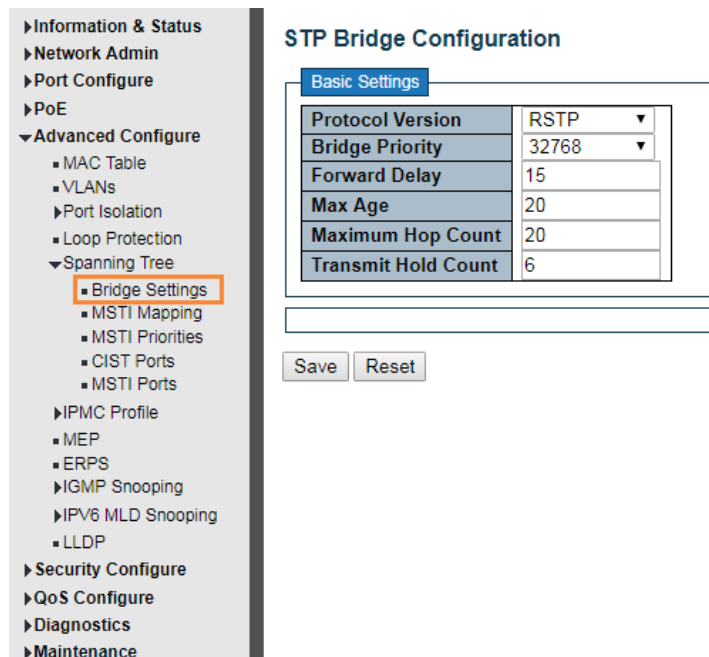 Information & Status
Network Admin
Port Configure
PoE
Advanced Configure
MAC Table
VLANs
Port Isolation
Loop Protection
Spanning Tree
Bridge Settings
MSTI Mapping
MSTI Priorities
CIST Ports
MSTI Ports
IPMC Profile
MEP
ERPS
IGMP Snooping
IPV6 MLD Snooping
LLDP
Security Configure
QoS Configure
Diagnostics
Maintenance
STP Bridge Configuration
Basic Settings
Protocol Version RSTP
Bridge Priority 32768
Forward Delay 15
Max Age 20
Maximum Hop Count 20
Transmit Hold Count 6
Save Reset